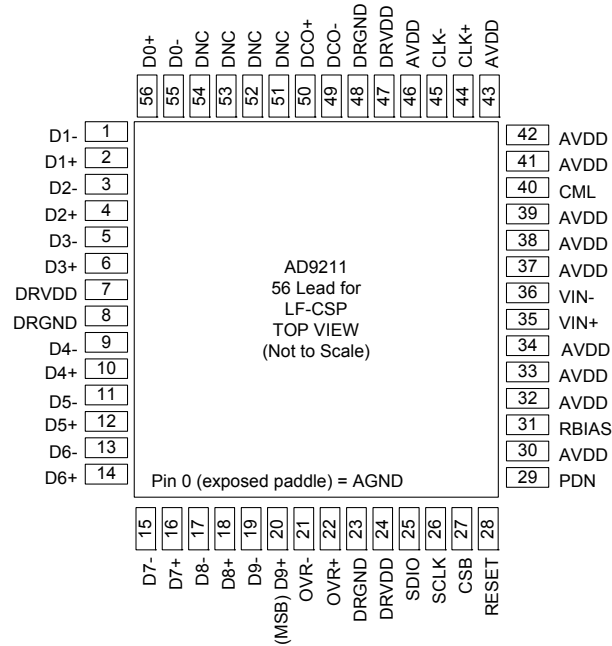 D0+
D0-
DNC
DNC
DNC
DNC
DCO+
DCO-
DRGND
DRVDD
AVDD
CLK-
CLK+
AVDD
56
55
54
53
52
51
50
49
48
47
46
45
44
43
D1- 1
D1+ 2
D2- 3
D2+ 4
D3- 5
D3+ 6
DRVDD 7
DRGND 8
D4- 9
D4+ 10
D5- 11
D5+ 12
D6- 13
D6+ 14
AD9211
56 Lead for
LF-CSP
TOP VIEW
(Not to Scale)
Pin 0 (exposed paddle) = AGND
42 AVDD
41 AVDD
40 CML
39 AVDD
38 AVDD
37 AVDD
36 VIN-
35 VIN+
34 AVDD
33 AVDD
32 AVDD
31 RBIAS
30 AVDD
29 PDN
15
16
17
18
19
20
21
22
23
24
25
26
27
28
D7-
D7+
D8-
D8+
D9-
(MSB) D9+
OVR-
OVR+
DRGND
DRVDD
SDIO
SCLK
CSB
RESET